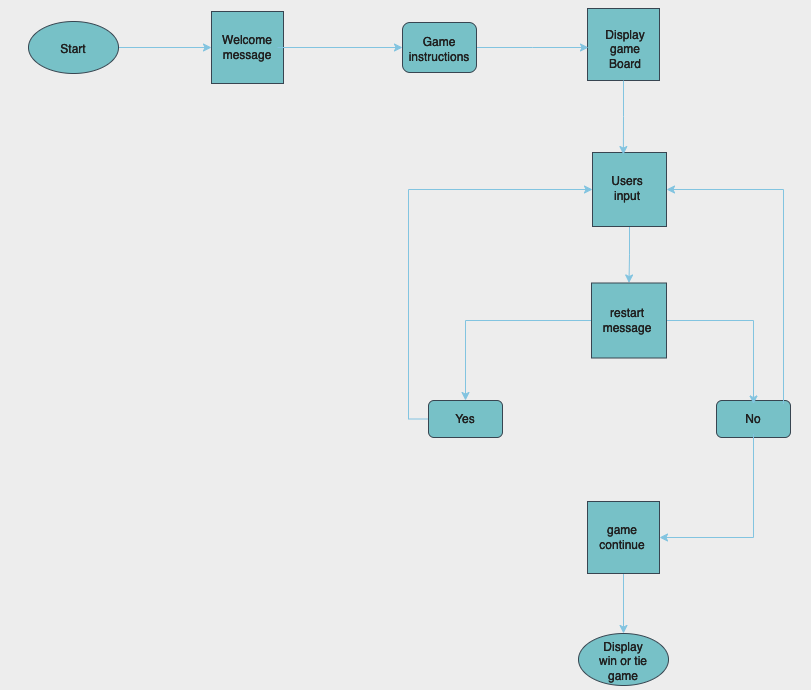 Start
Welcome
message
Game
instructions
Display
game
Board
Users
input
restart
message
Yes
No
game
continue
Display
win or tie
game